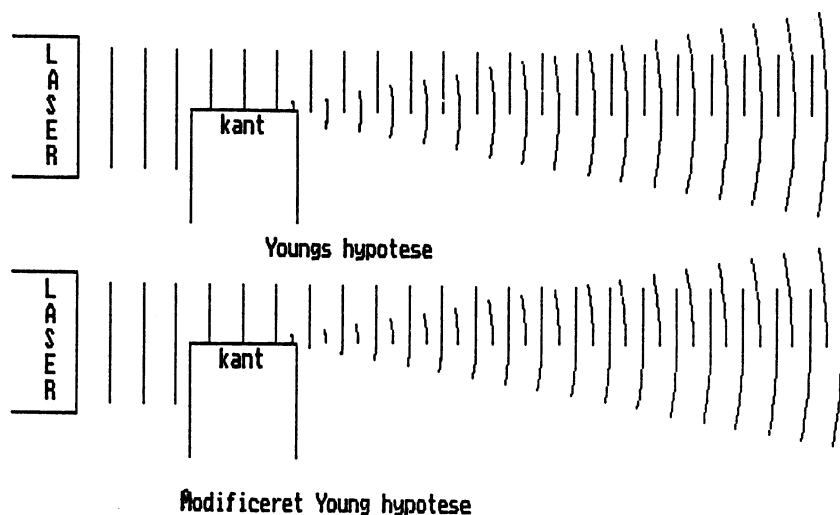 LASER
kant
Youngs hypotese
LASER
kant
Modificeret Young hypotese